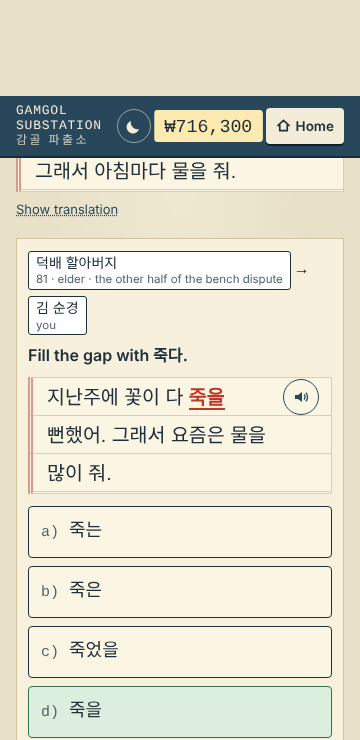 GAMGOL
SUBSTATION
감골 파출소
₩716,300
Home
그래서 아침마다 물을 줘.
Show translation
덕배 할아버지
81 · elder · the other half of the bench dispute
→
김 순경
you
Fill the gap with 죽다.
지난주에 꽃이 다 죽을
뻔했어. 그래서 요즘은 물을
많이 줘.
a) 죽는
b) 죽은
c) 죽었을
d) 죽을